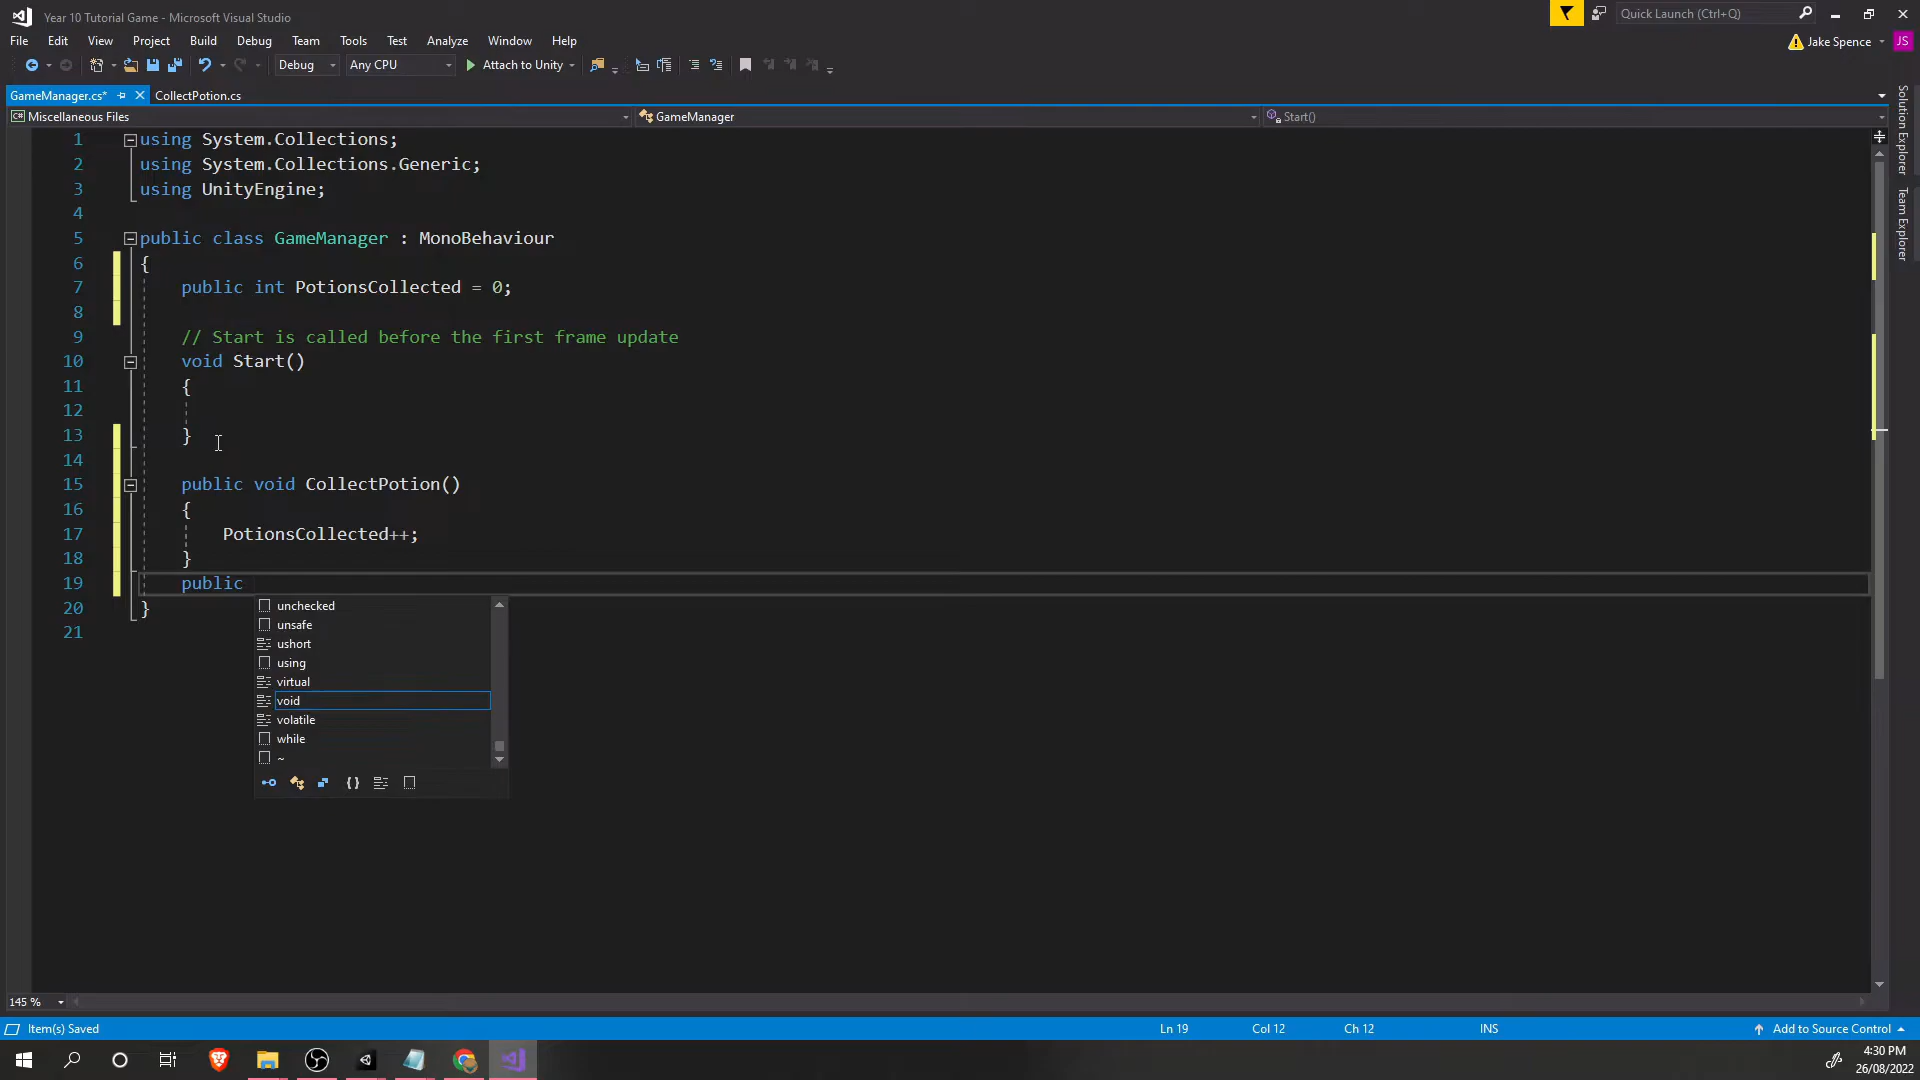 Year 10 Tutorial Game - Microsoft Visual Studio
Quick Launch (Ctrl+Q)
File Edit View Project Build Debug Team Tools Test Analyze Window Help
Jake Spence JS
Debug Any CPU Attach to Unity
GameManager.cs* CollectPotion.cs
C# Miscellaneous Files GameManager Start()
Solution Explorer
Team Explorer
1 using System.Collections;
2 using System.Collections.Generic;
3 using UnityEngine;
4
5 public class GameManager : MonoBehaviour
6 {
7 public int PotionsCollected = 0;
8
9 // Start is called before the first frame update
10 void Start()
11 {
12
13 }
14
15 public void CollectPotion()
16 {
17 PotionsCollected++;
18 }
19 public
20 }
21
unchecked
unsafe
ushort
using
virtual
void
volatile
while
~
145 %
Item(s) Saved Ln 19 Col 12 Ch 12 INS Add to Source Control
4:30 PM
26/08/2022